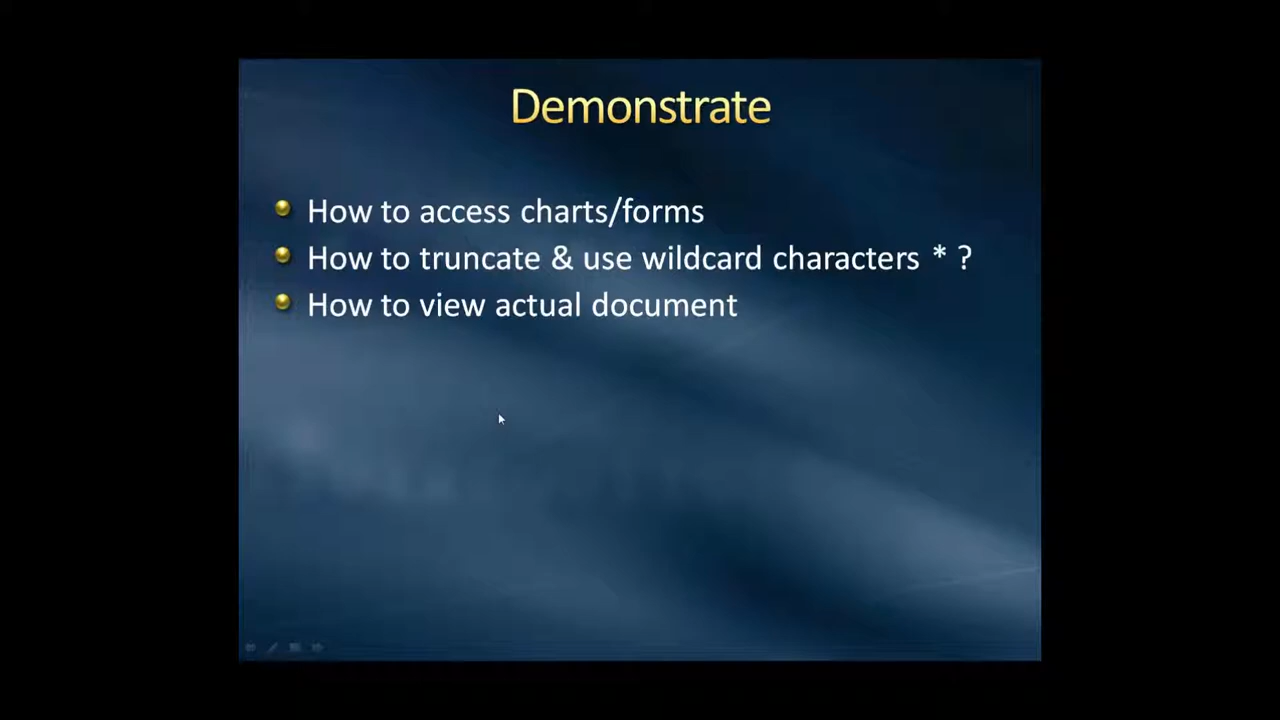 Demonstrate
How to access charts/forms
How to truncate & use wildcard characters * ?
How to view actual document